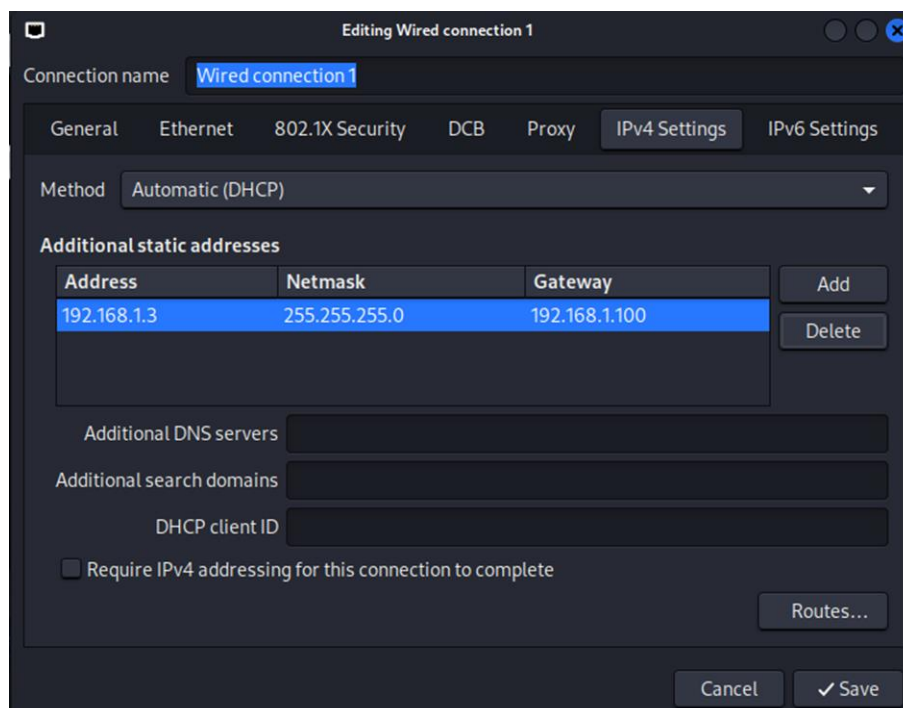 Editing Wired connection 1
Connection name Wired connection 1
General Ethernet 802.1X Security DCB Proxy IPv4 Settings IPv6 Settings
Method Automatic (DHCP)
Additional static addresses
Address Netmask Gateway Add
192.168.1.3 255.255.255.0 192.168.1.100
Delete
Additional DNS servers
Additional search domains
DHCP client ID
Require IPv4 addressing for this connection to complete
Routes...
Cancel Save